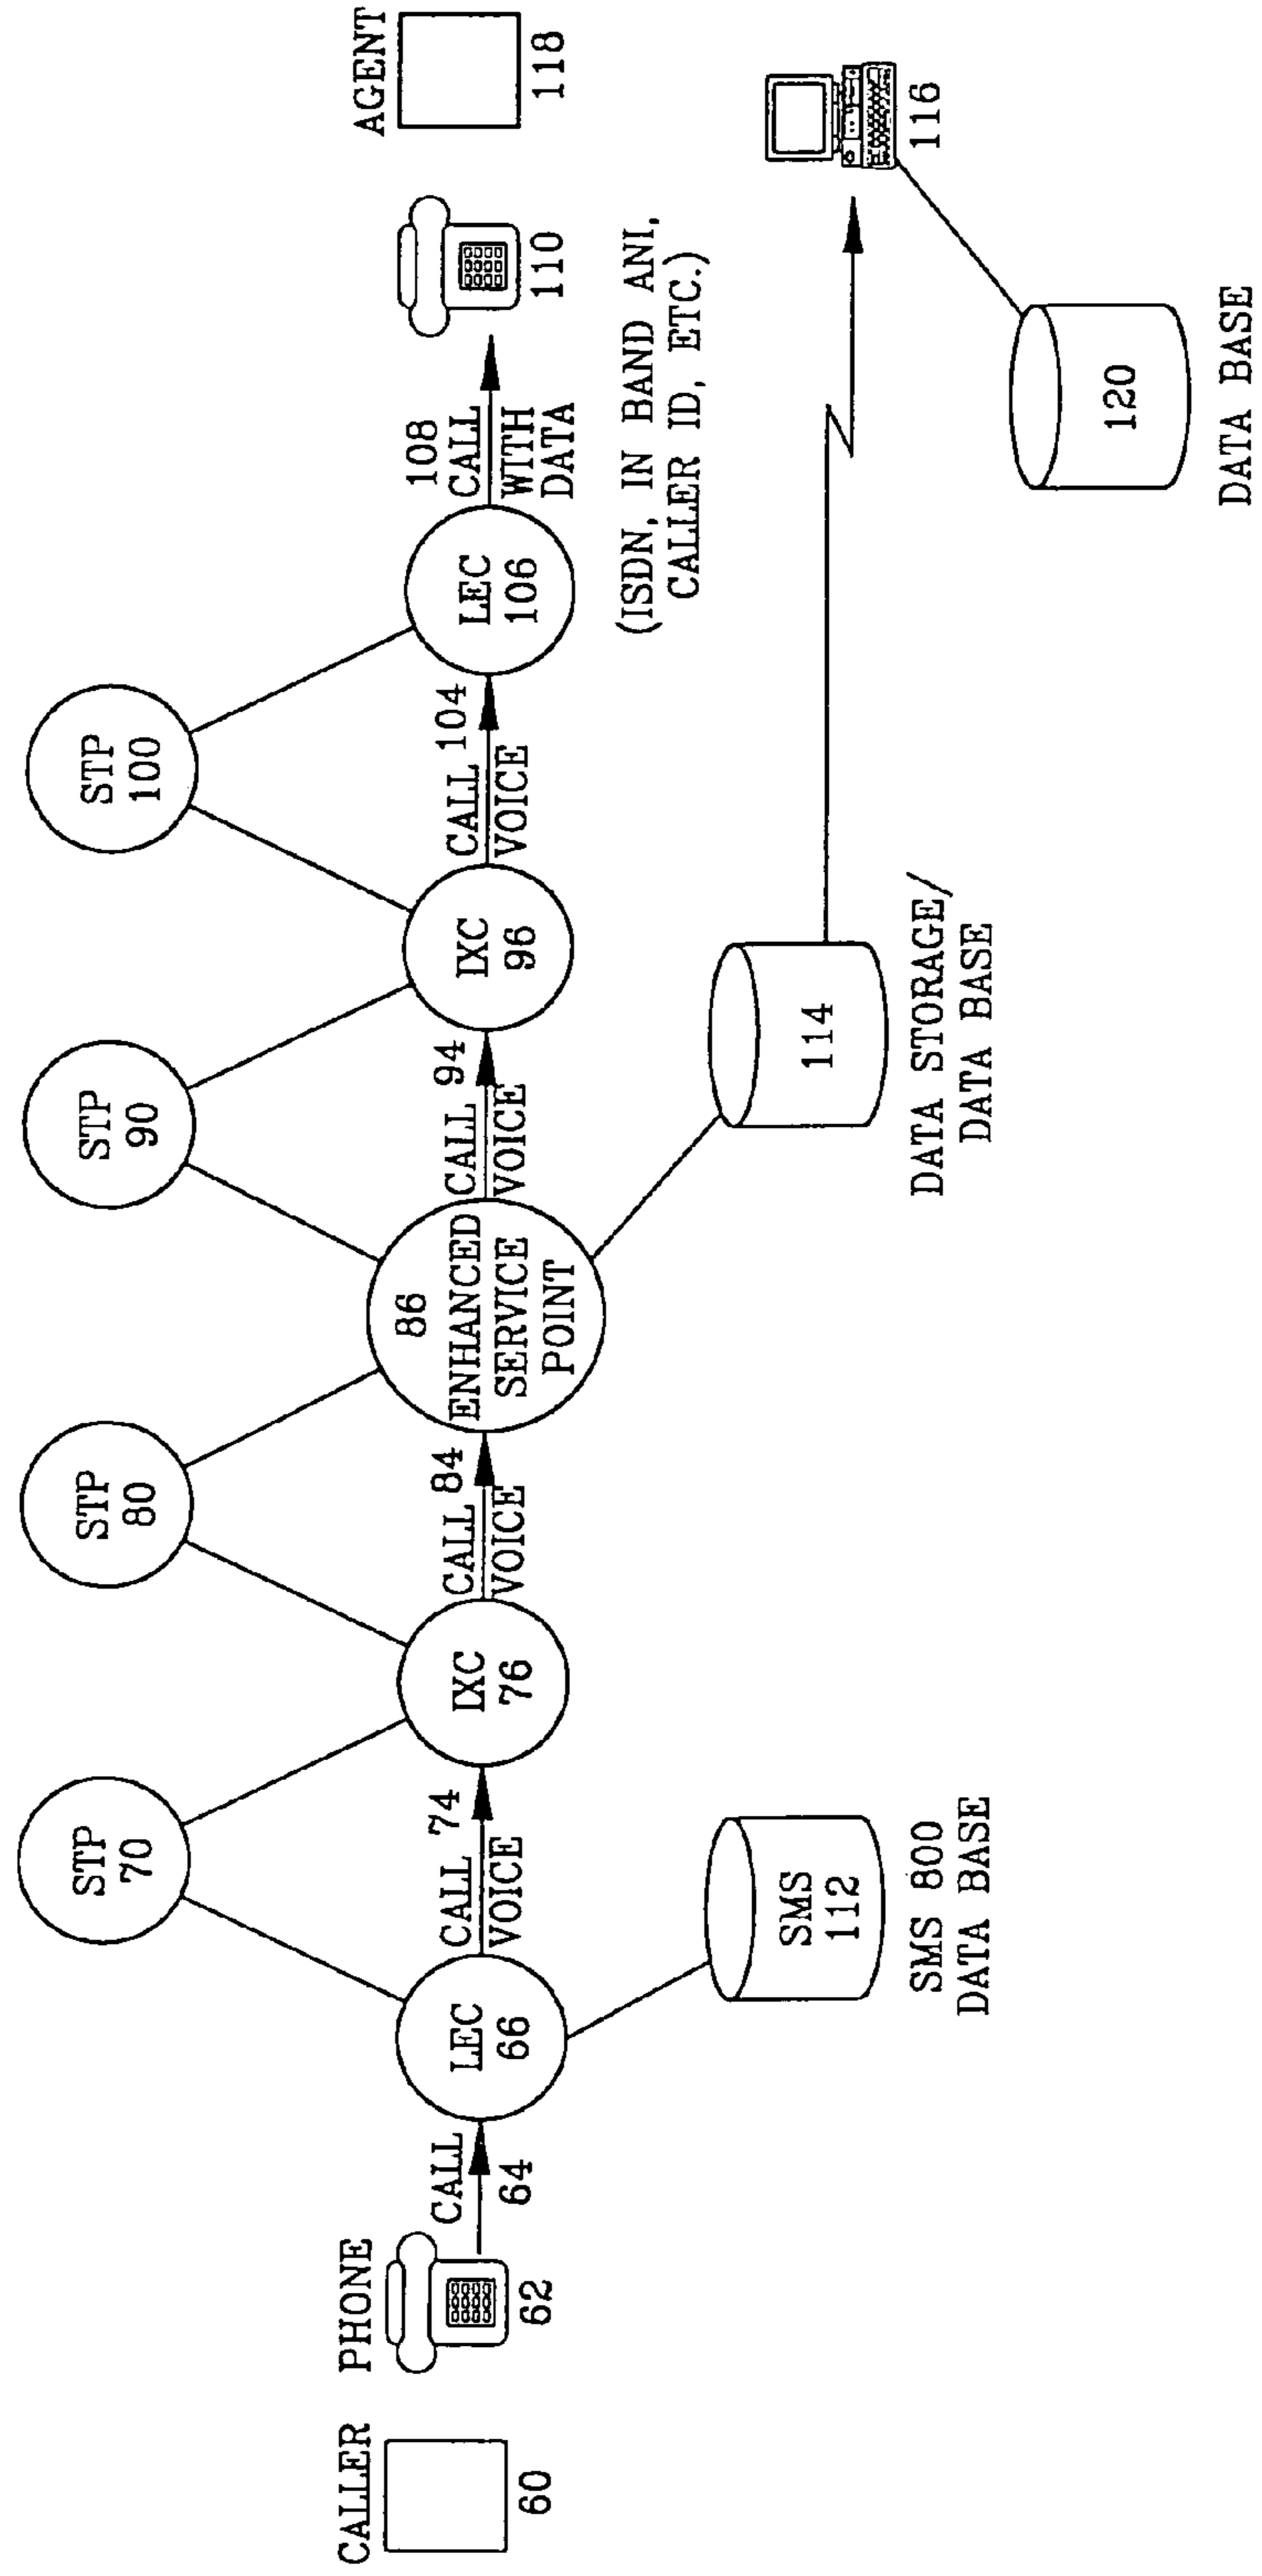 CALLER
60
PHONE
62
CALL
64
LEC
66
STP
70
CALL 74
VOICE
IXC
76
STP
80
CALL 84
VOICE
86
ENHANCED
SERVICE
POINT
STP
90
CALL 94
VOICE
IXC
96
STP
100
CALL 104
VOICE
LEC
106
108
CALL
WITH
DATA
110
AGENT
118
(ISDN, IN BAND ANI,
CALLER ID, ETC.)
SMS
112
SMS 800
DATA BASE
114
DATA STORAGE/
DATA BASE
116
120
DATA BASE